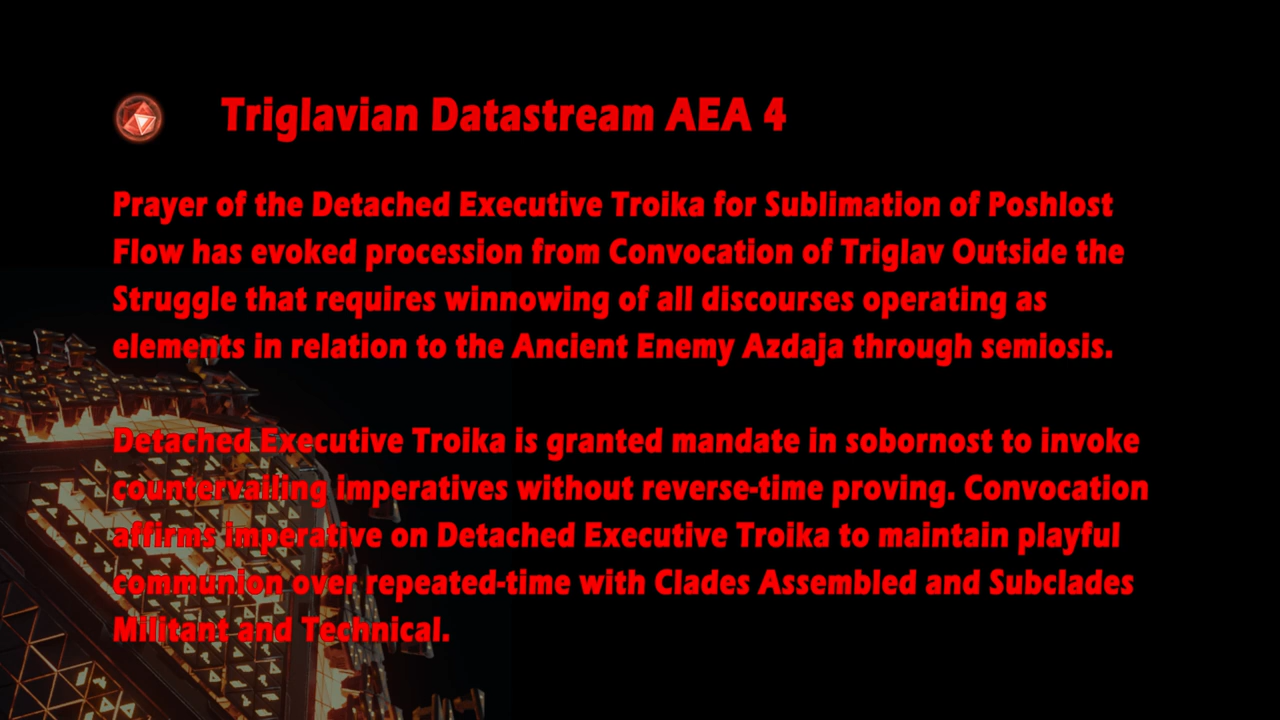 Triglavian Datastream AEA 4
Prayer of the Detached Executive Troika for Sublimation of Poshlost
Flow has evoked procession from Convocation of Triglav Outside the
Struggle that requires winnowing of all discourses operating as
elements in relation to the Ancient Enemy Azdaja through semiosis.
Detached Executive Troika is granted mandate in sobornost to invoke
countervailing imperatives without reverse-time proving. Convocation
affirms imperative on Detached Executive Troika to maintain playful
communion over repeated-time with Clades Assembled and Subclades
Militant and Technical.